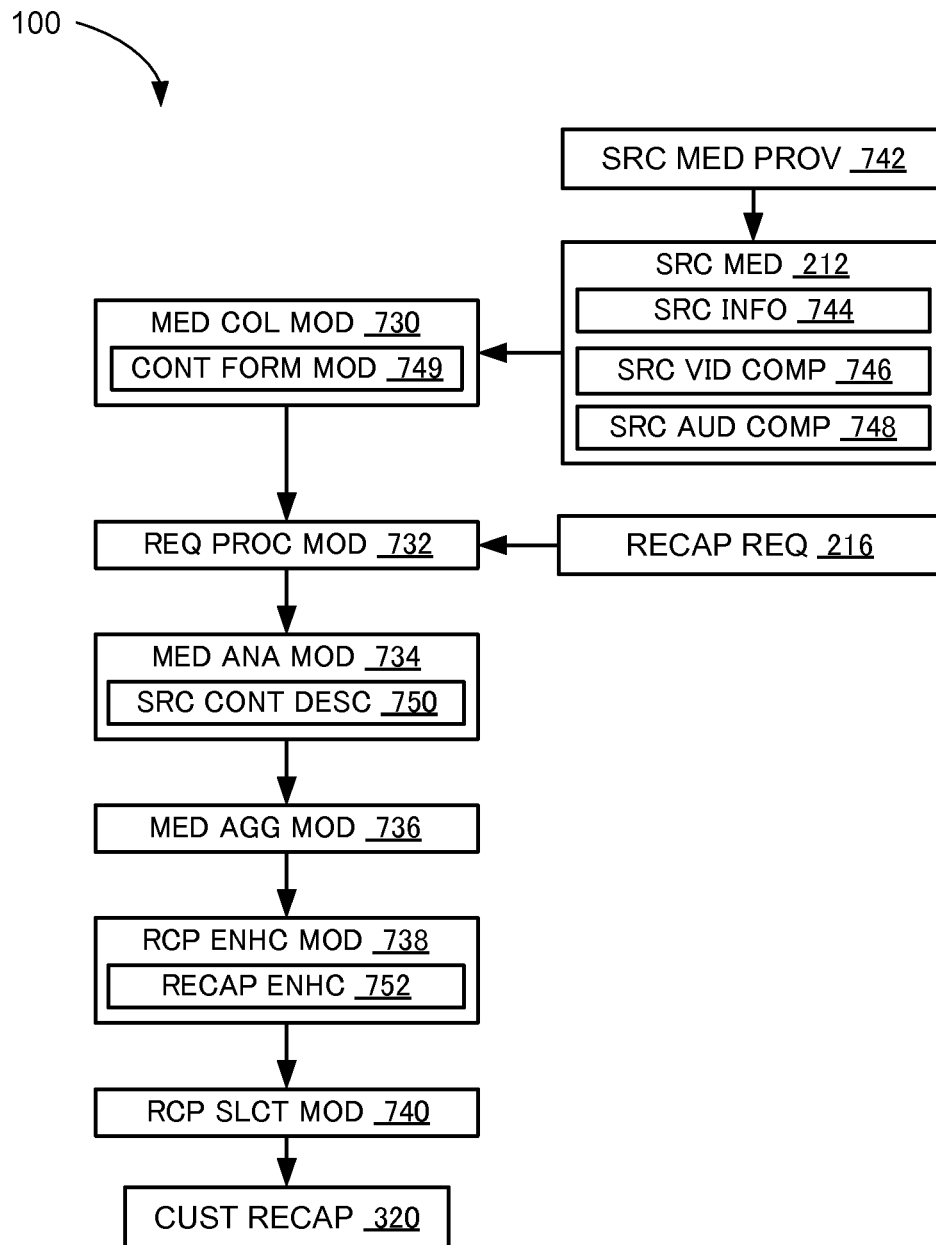 100
SRC MED PROV 742
SRC MED 212
SRC INFO 744
SRC VID COMP 746
SRC AUD COMP 748
MED COL MOD 730
CONT FORM MOD 749
REQ PROC MOD 732
RECAP REQ 216
MED ANA MOD 734
SRC CONT DESC 750
MED AGG MOD 736
RCP ENHC MOD 738
RECAP ENHC 752
RCP SLCT MOD 740
CUST RECAP 320